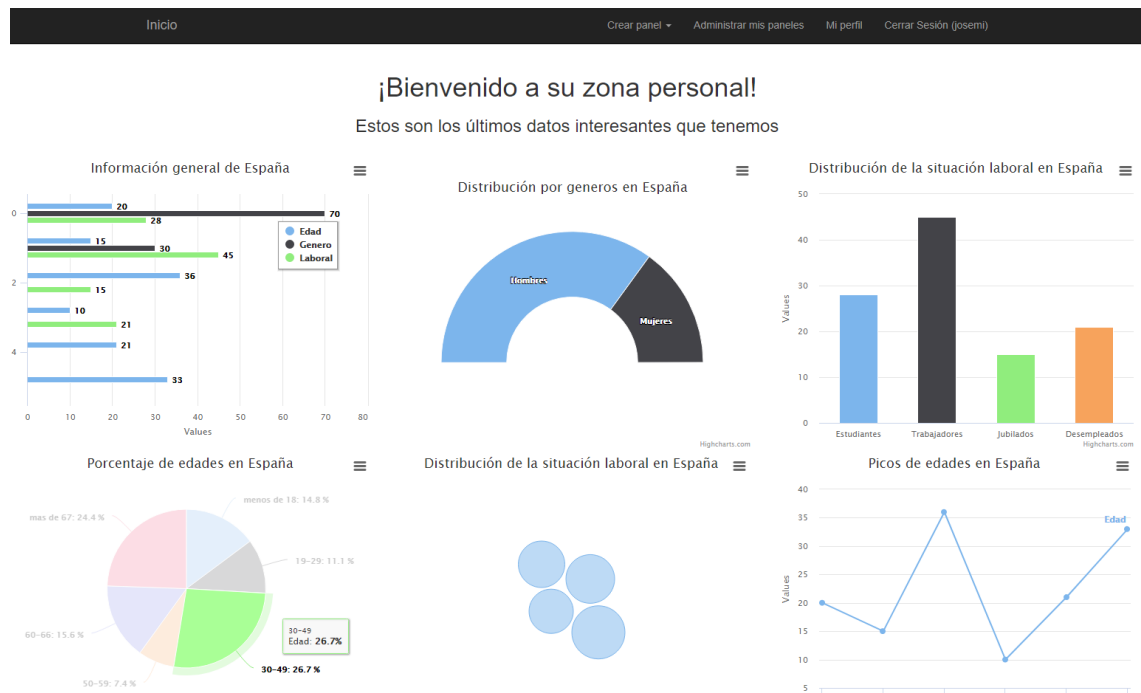 Inicio
Crear panel
Administrar mis paneles
Mi perfil
Cerrar Sesión (josemi)
¡Bienvenido a su zona personal!
Estos son los últimos datos interesantes que tenemos
Información general de España
0
2
4
20
70
28
15
30
45
36
15
10
21
21
33
Edad
Genero
Laboral
0 10 20 30 40 50 60 70 80
Values
Distribución por generos en España
Hombres
Mujeres
Highcharts.com
Distribución de la situación laboral en España
50
40
30
20
10
0
Values
Estudiantes Trabajadores Jubilados Desempleados
Highcharts.com
Porcentaje de edades en España
menos de 18: 14.8 %
mas de 67: 24.4 %
19-29: 11.1 %
60-66: 15.6 %
30-49
Edad: 26.7%
30-49: 26.7 %
50-59: 7.4 %
Distribución de la situación laboral en España
Picos de edades en España
40
35
30
25
20
15
10
5
Values
Edad